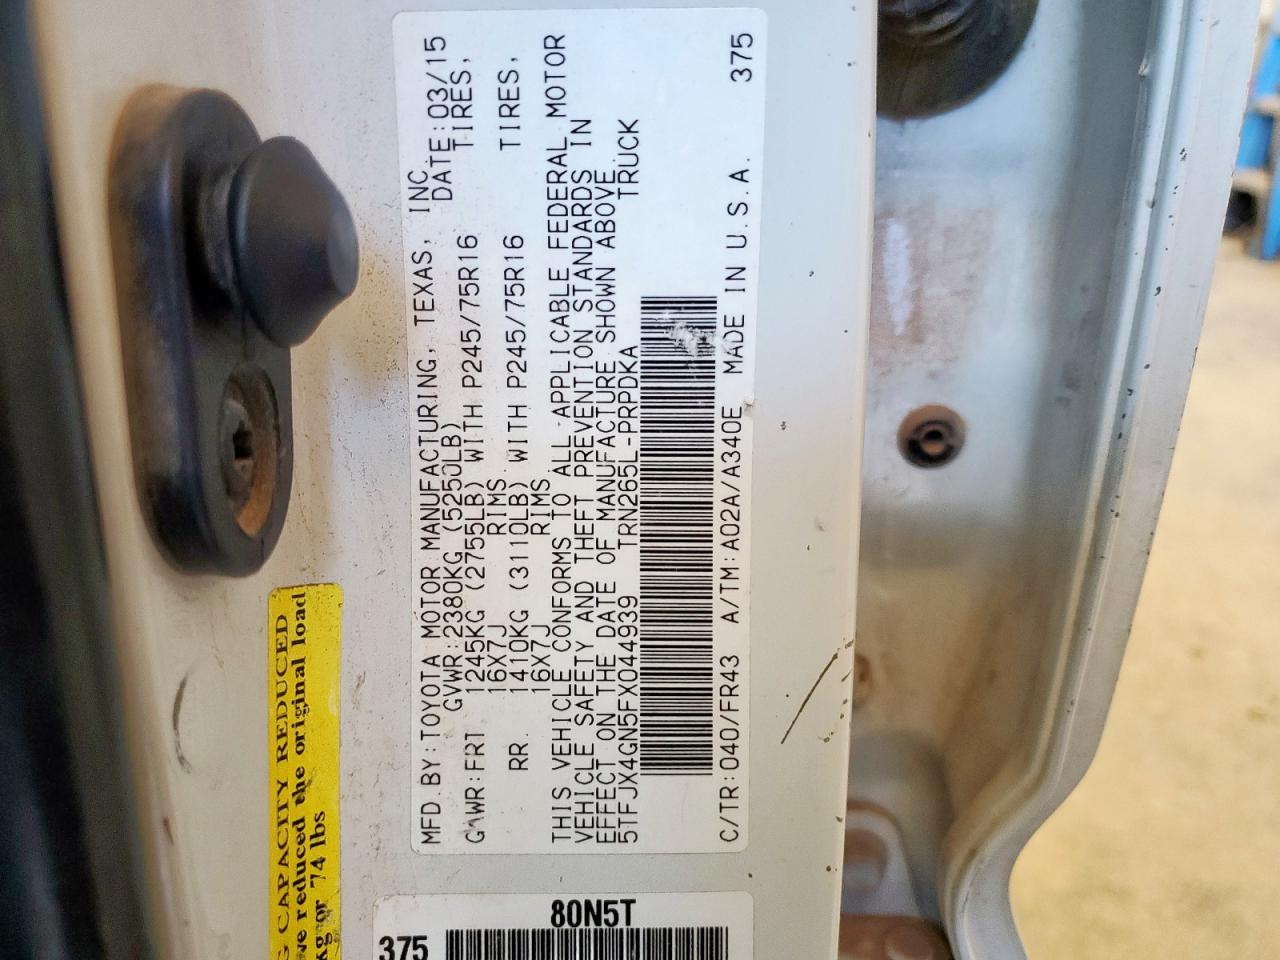 MFD.BY:TOYOTA MOTOR MANUFACTURING, TEXAS, INC.
GVWR:2380KG (5250LB) DATE:03/15
GAWR:FRT 1245KG (2755LB) WITH P245/75R16 TIRES,
16X7J RIMS.
RR. 1410KG (3110LB) WITH P245/75R16 TIRES,
16X7J RIMS.
THIS VEHICLE CONFORMS TO ALL APPLICABLE FEDERAL MOTOR
VEHICLE SAFETY AND THEFT PREVENTION STANDARDS IN
EFFECT ON THE DATE OF MANUFACTURE SHOWN ABOVE.
5TFJX4GN5FX044939 TRN265L-PRPDKA TRUCK
C/TR:040/FR43 A/TM:A02A/A340E MADE IN U.S.A. 375
CAPACITY REDUCED
reduced the original load
or 74 lbs
80N5T
375